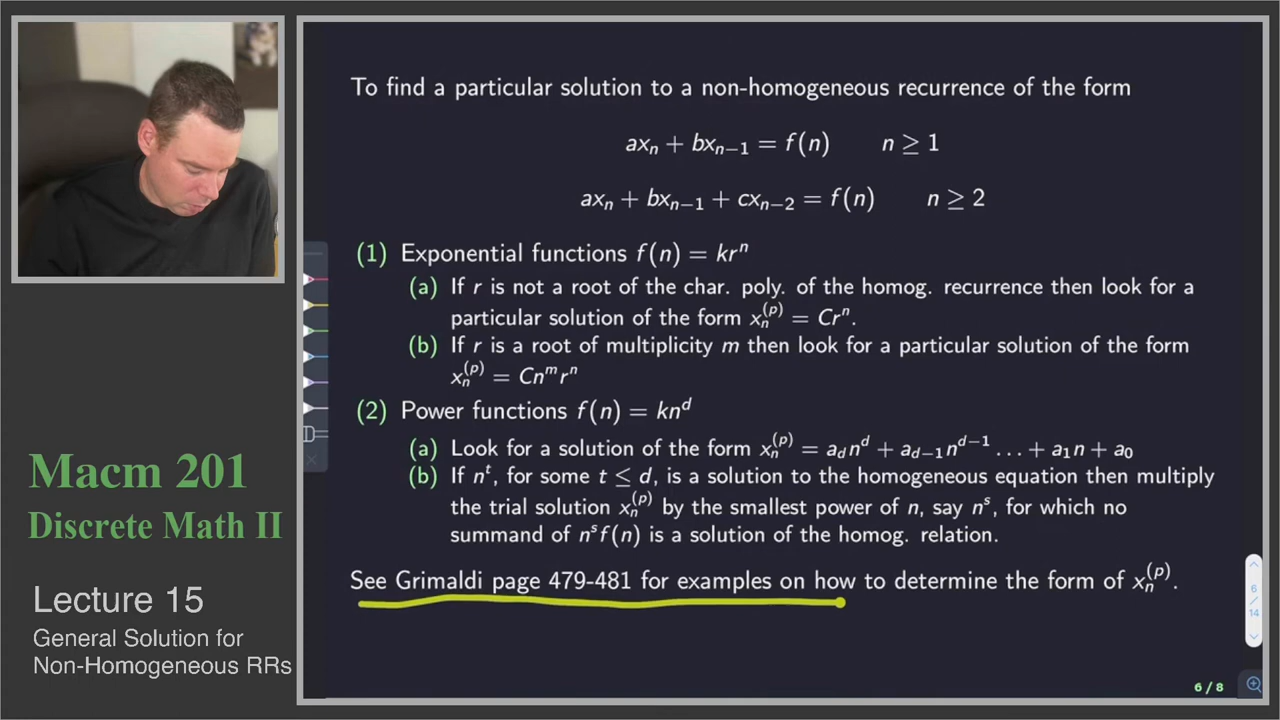 To find a particular solution to a non-homogeneous recurrence of the form
axₙ + bxₙ₋₁ = f(n)    n ≥ 1
axₙ + bxₙ₋₁ + cxₙ₋₂ = f(n)    n ≥ 2
(1) Exponential functions f(n) = krⁿ
(a) If r is not a root of the char. poly. of the homog. recurrence then look for a
particular solution of the form xₙ⁽ᵖ⁾ = Crⁿ.
(b) If r is a root of multiplicity m then look for a particular solution of the form
xₙ⁽ᵖ⁾ = Cnᵐrⁿ
(2) Power functions f(n) = knᵈ
(a) Look for a solution of the form xₙ⁽ᵖ⁾ = a_d nᵈ + a_{d−1} nᵈ⁻¹ ... + a₁n + a₀
(b) If nᵗ, for some t ≤ d, is a solution to the homogeneous equation then multiply
the trial solution xₙ⁽ᵖ⁾ by the smallest power of n, say nˢ, for which no
summand of nˢf(n) is a solution of the homog. relation.
See Grimaldi page 479-481 for examples on how to determine the form of xₙ⁽ᵖ⁾.
6
/
14
6 / 8
Macm 201
Discrete Math II
Lecture 15
General Solution for
Non-Homogeneous RRs